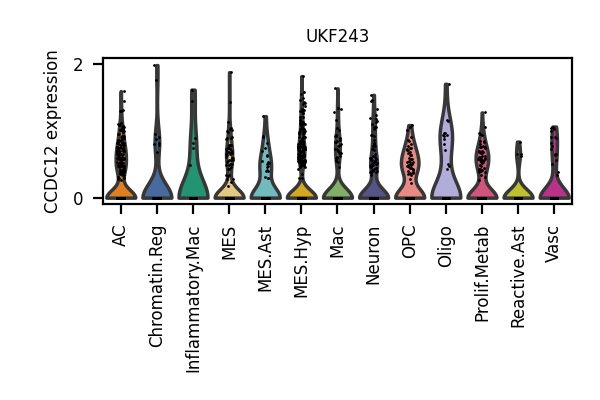 UKF243
CCDC12 expression
2
0
AC
Chromatin.Reg
Inflammatory.Mac
MES
MES.Ast
MES.Hyp
Mac
Neuron
OPC
Oligo
Prolif.Metab
Reactive.Ast
Vasc